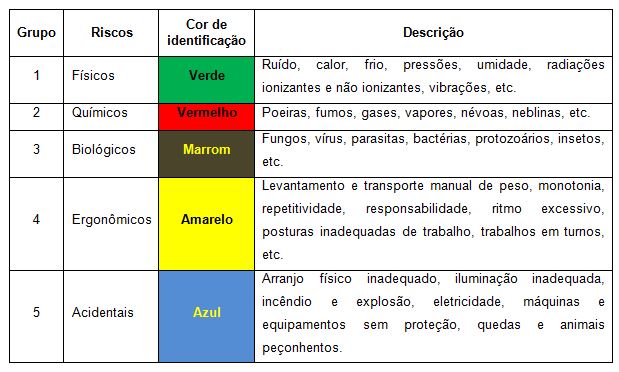 Grupo Riscos Cor de identificação Descrição
1 Físicos Verde Ruído, calor, frio, pressões, umidade, radiações
ionizantes e não ionizantes, vibrações, etc.
2 Químicos Vermelho Poeiras, fumos, gases, vapores, névoas, neblinas, etc.
3 Biológicos Marrom Fungos, vírus, parasitas, bactérias, protozoários, insetos,
etc.
4 Ergonômicos Amarelo Levantamento e transporte manual de peso, monotonia,
repetitividade, responsabilidade, ritmo excessivo,
posturas inadequadas de trabalho, trabalhos em turnos,
etc.
5 Acidentais Azul Arranjo físico inadequado, iluminação inadequada,
incêndio e explosão, eletricidade, máquinas e
equipamentos sem proteção, quedas e animais
peçonhentos.